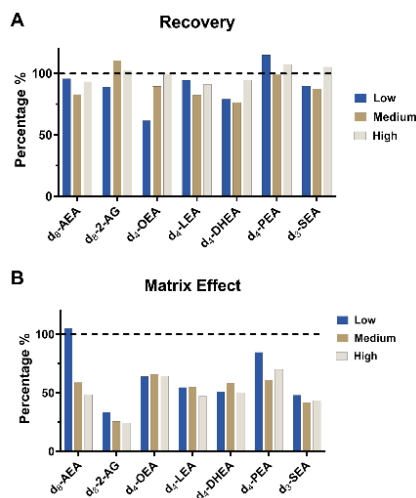 A
Recovery
Percentage %
100
50
0
Low
Medium
High
d8-AEA
d8-2-AG
d4-OEA
d4-LEA
d4-DHEA
d4-PEA
d3-SEA
B
Matrix Effect
Percentage %
100
50
0
Low
Medium
High
d8-AEA
d8-2-AG
d4-OEA
d4-LEA
d4-DHEA
d4-PEA
d3-SEA